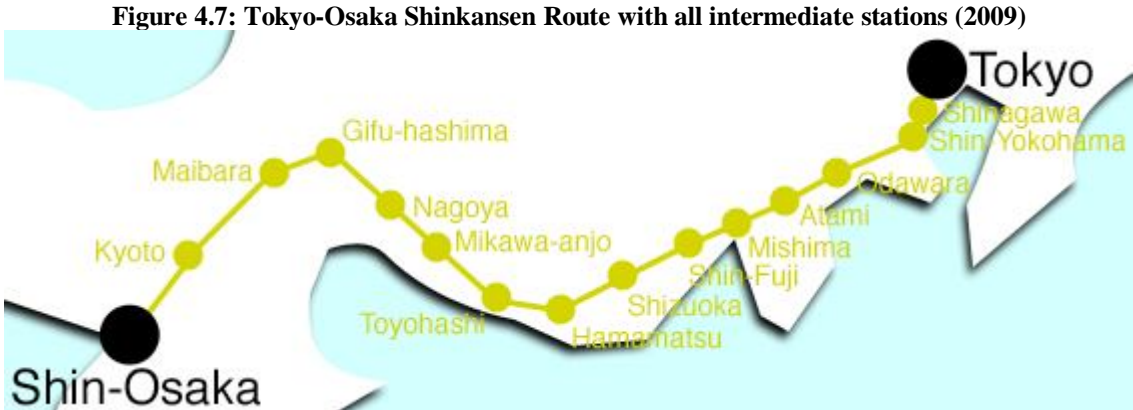 Figure 4.7: Tokyo-Osaka Shinkansen Route with all intermediate stations (2009)
Tokyo
Shinagawa
Shin-Yokohama
Gifu-hashima
Maibara
Odawara
Nagoya
Atami
Mikawa-anjo
Kyoto
Mishima
Shin-Fuji
Shizuoka
Toyohashi
Hamamatsu
Shin-Osaka